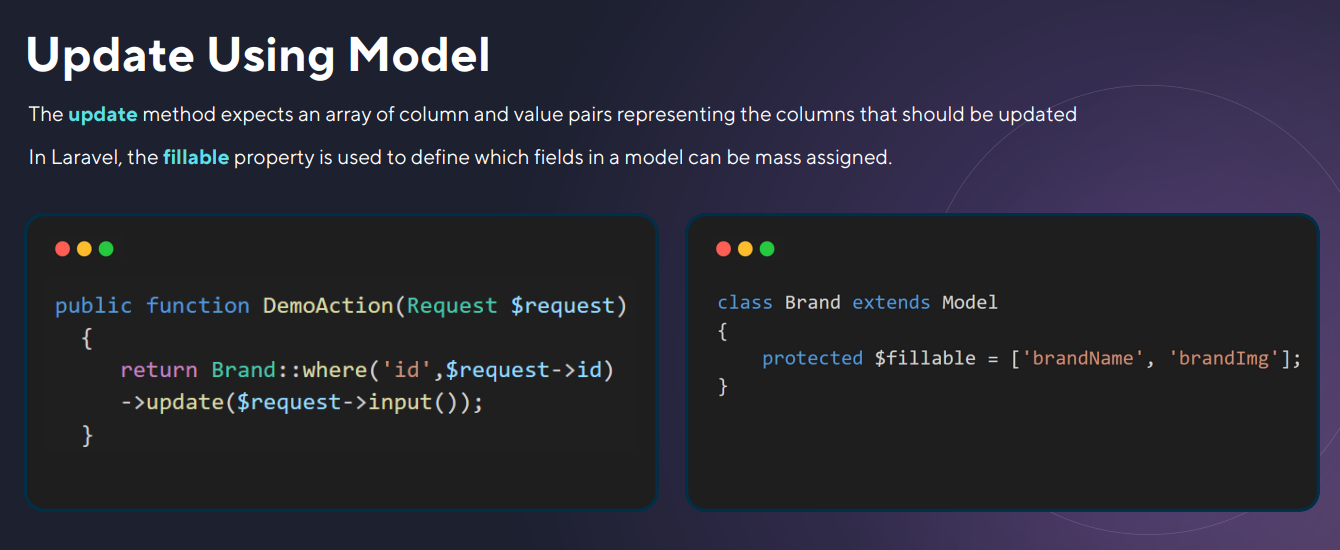 Update Using Model
The update method expects an array of column and value pairs representing the columns that should be updated
In Laravel, the fillable property is used to define which fields in a model can be mass assigned.
public function DemoAction(Request $request)
{
return Brand::where('id',$request->id)
->update($request->input());
}
class Brand extends Model
{
protected $fillable = ['brandName', 'brandImg'];
}